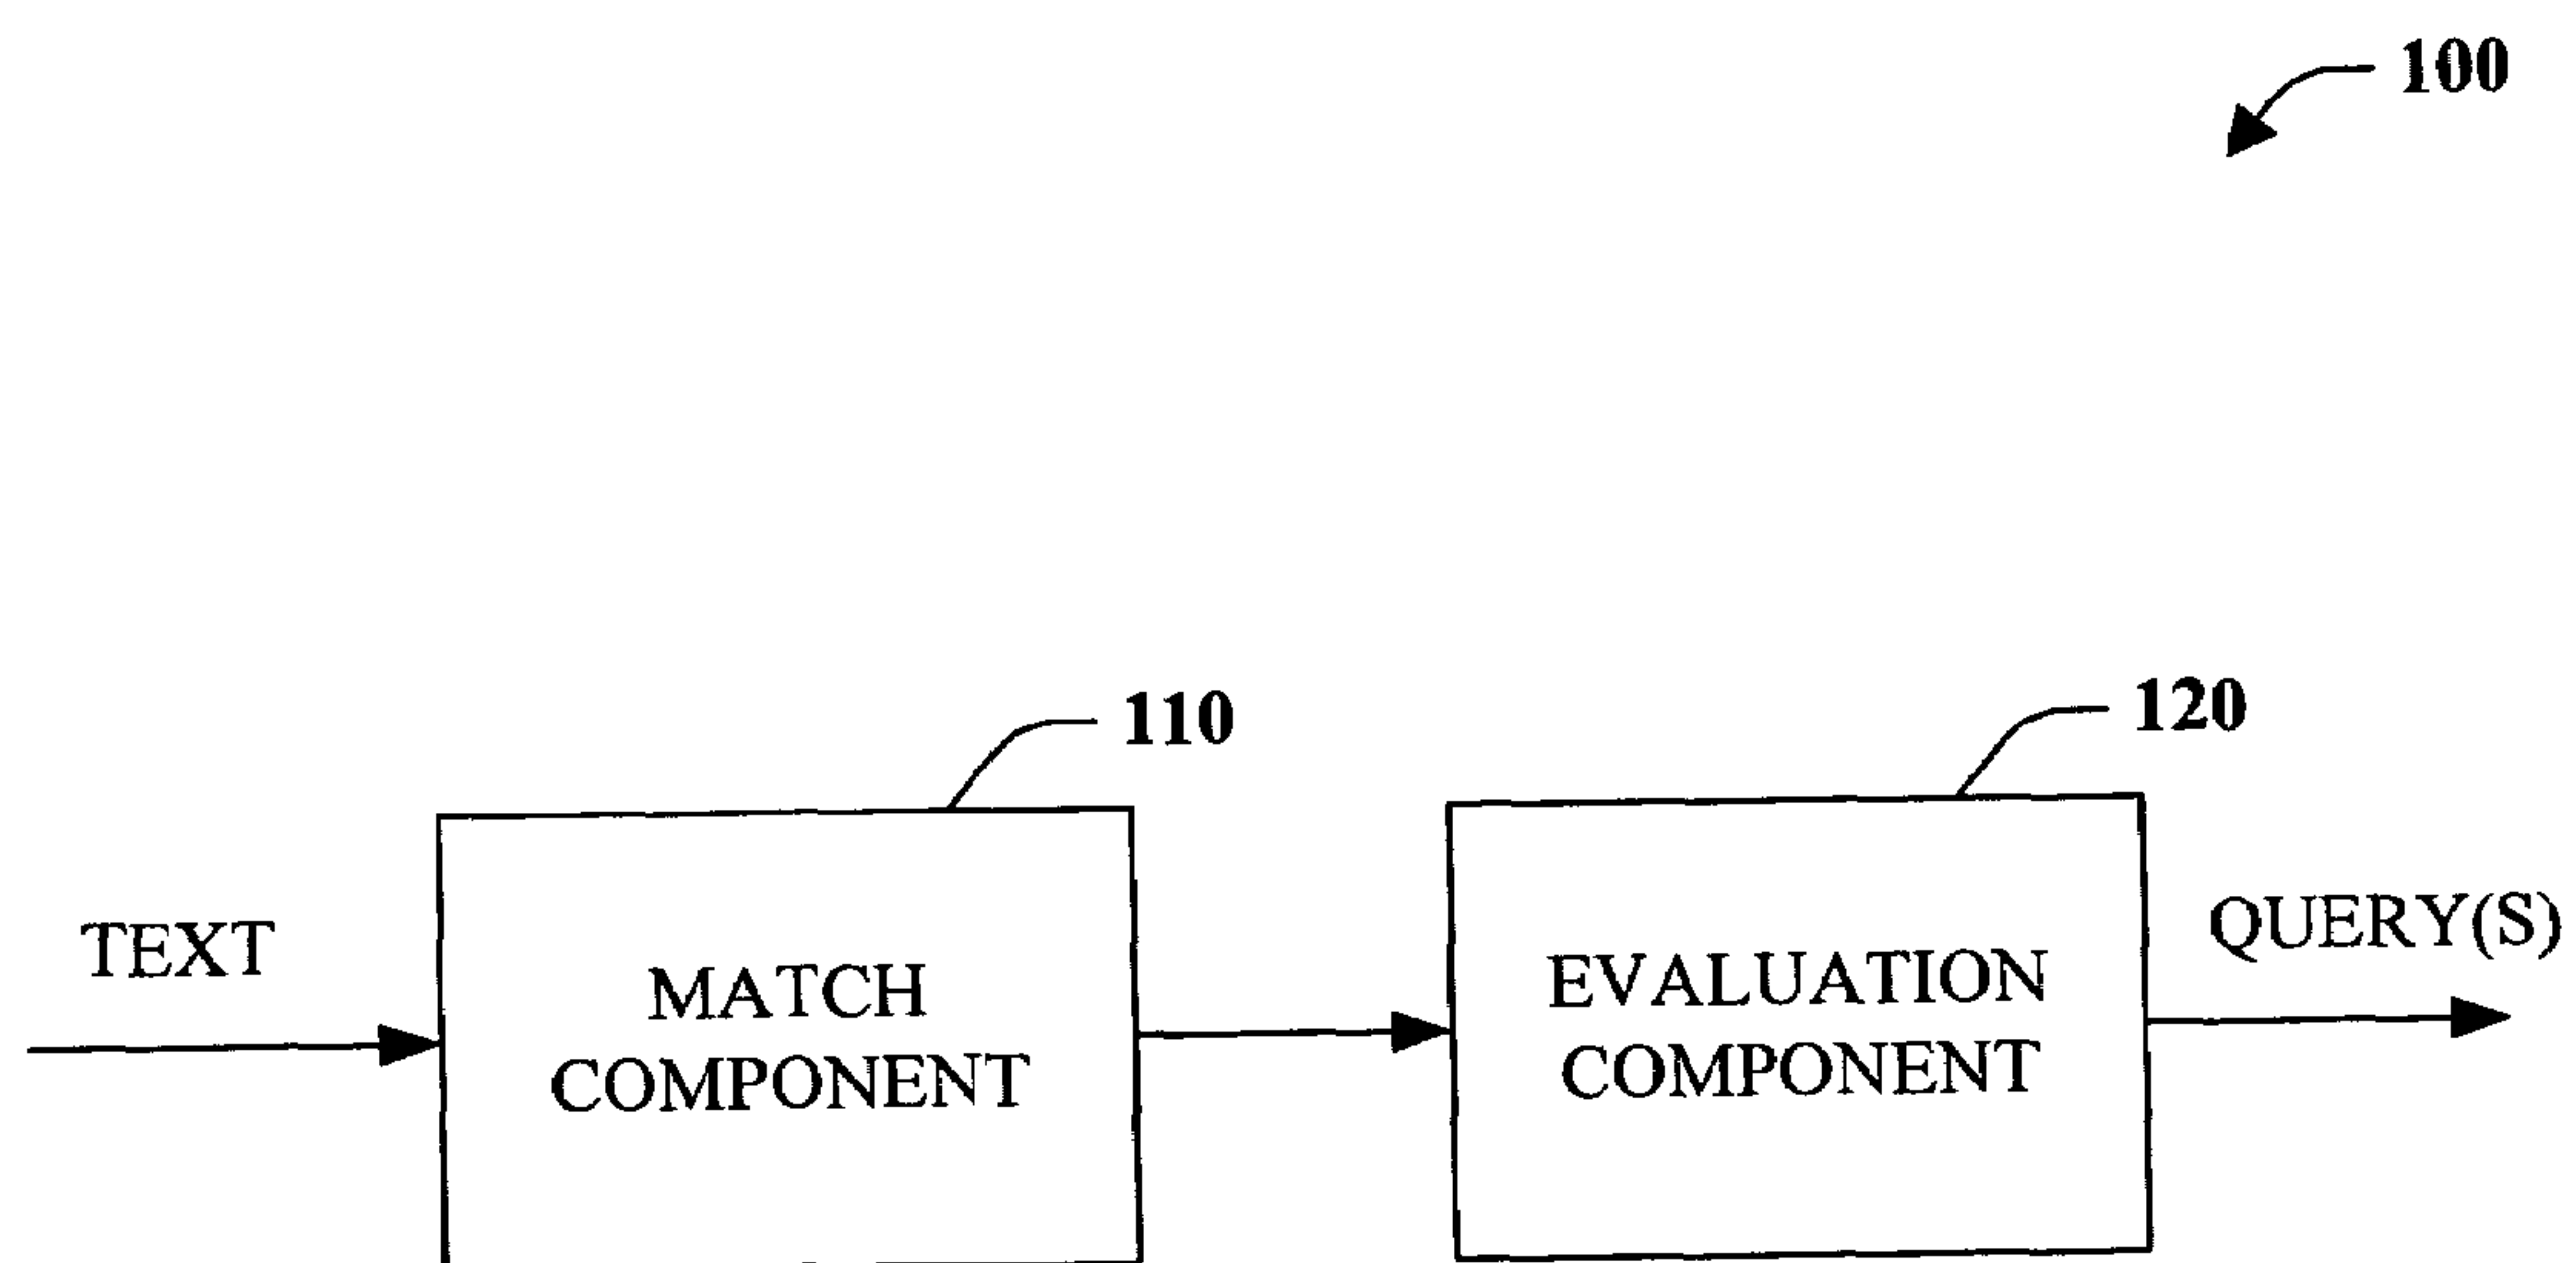 100
110
120
TEXT
MATCH
COMPONENT
EVALUATION
COMPONENT
QUERY(S)